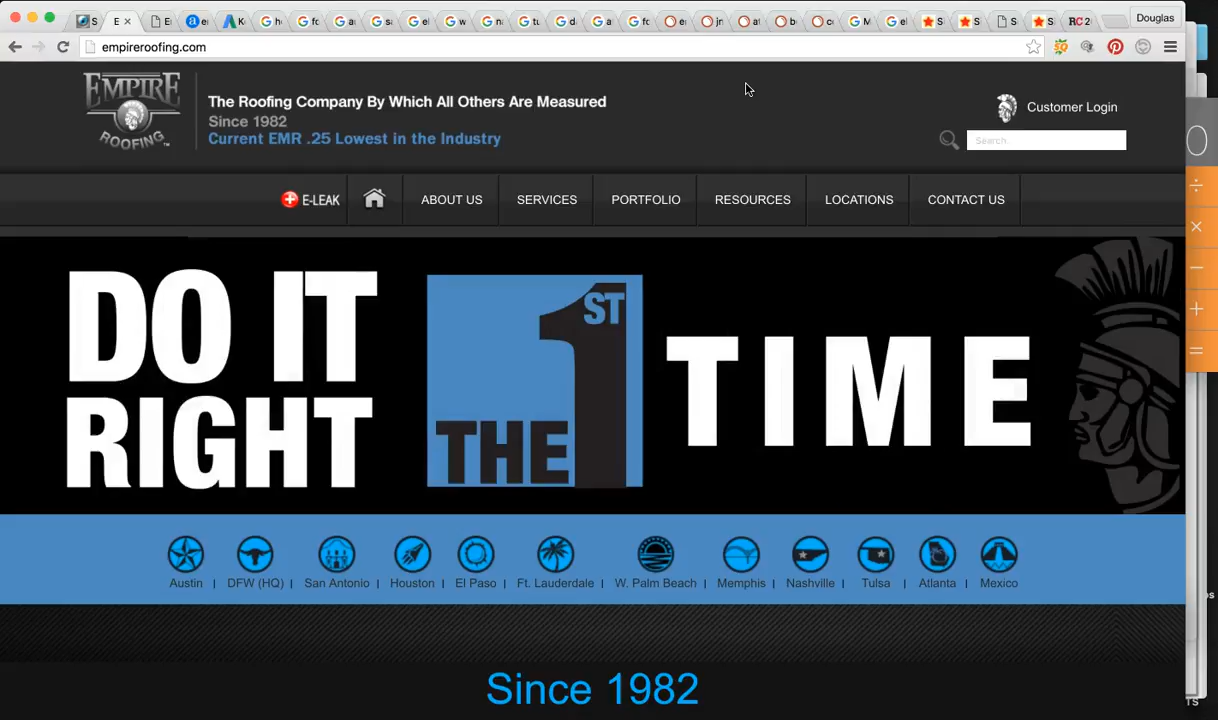 Douglas
empireroofing.com
EMPIRE
ROOFING
The Roofing Company By Which All Others Are Measured
Since 1982
Current EMR .25 Lowest in the Industry
Customer Login
Search..
E-LEAK
ABOUT US
SERVICES
PORTFOLIO
RESOURCES
LOCATIONS
CONTACT US
DO IT
RIGHT
THE
1ST
TIME
Austin | DFW (HQ) | San Antonio | Houston | El Paso | Ft. Lauderdale | W. Palm Beach | Memphis | Nashville | Tulsa | Atlanta | Mexico
Since 1982